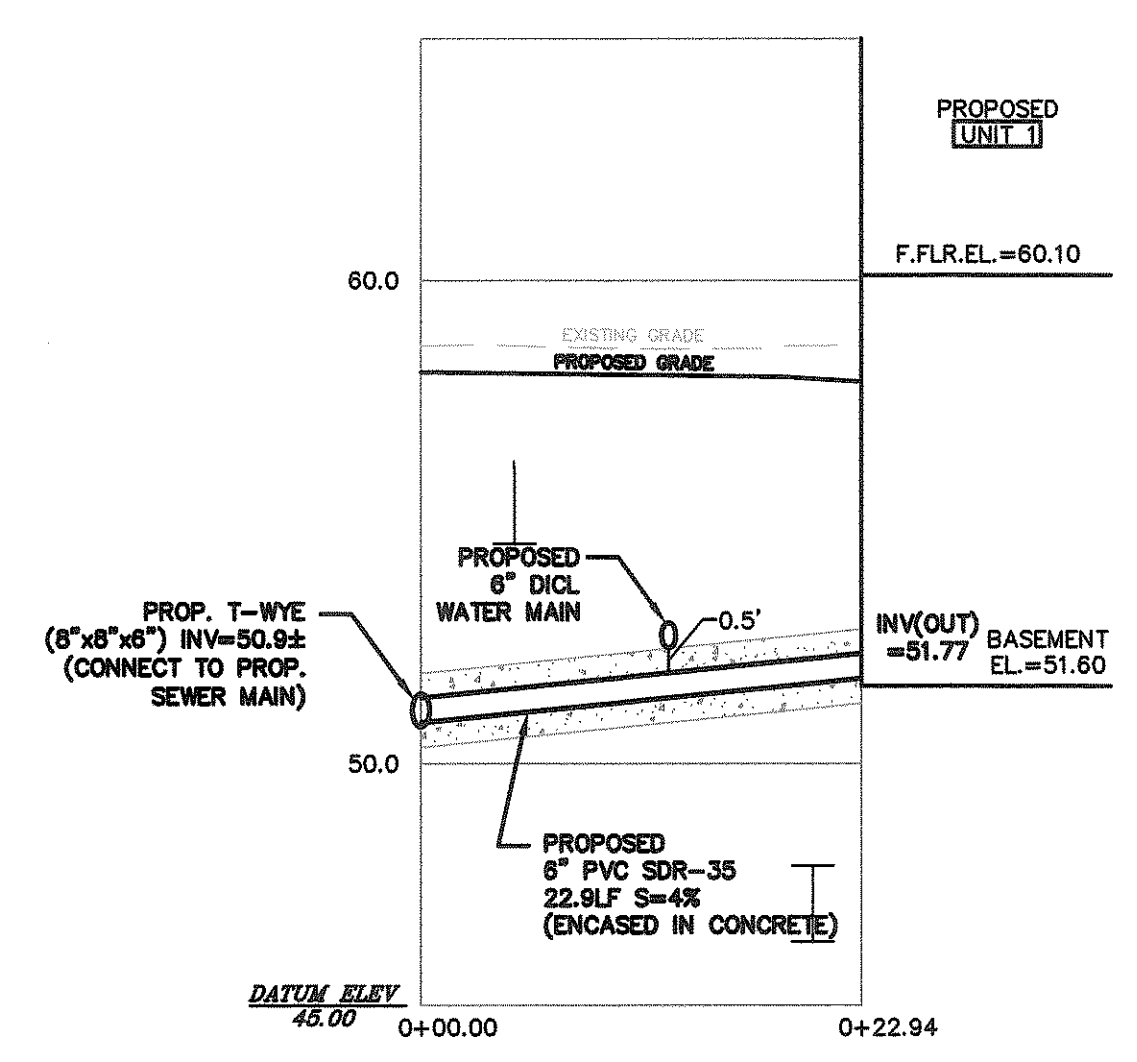 PROPOSED
UNIT 1
F.FLR.EL.=60.10
60.0
EXISTING GRADE
PROPOSED GRADE
PROPOSED
6" DICL
WATER MAIN
0.5'
PROP. T-WYE
(8"x8"x6") INV=50.9±
(CONNECT TO PROP.
SEWER MAIN)
INV(OUT)
=51.77
BASEMENT
EL.=51.60
50.0
PROPOSED
6" PVC SDR-35
22.9LF S=4%
(ENCASED IN CONCRETE)
DATUM ELEV
45.00
0+00.00
0+22.94